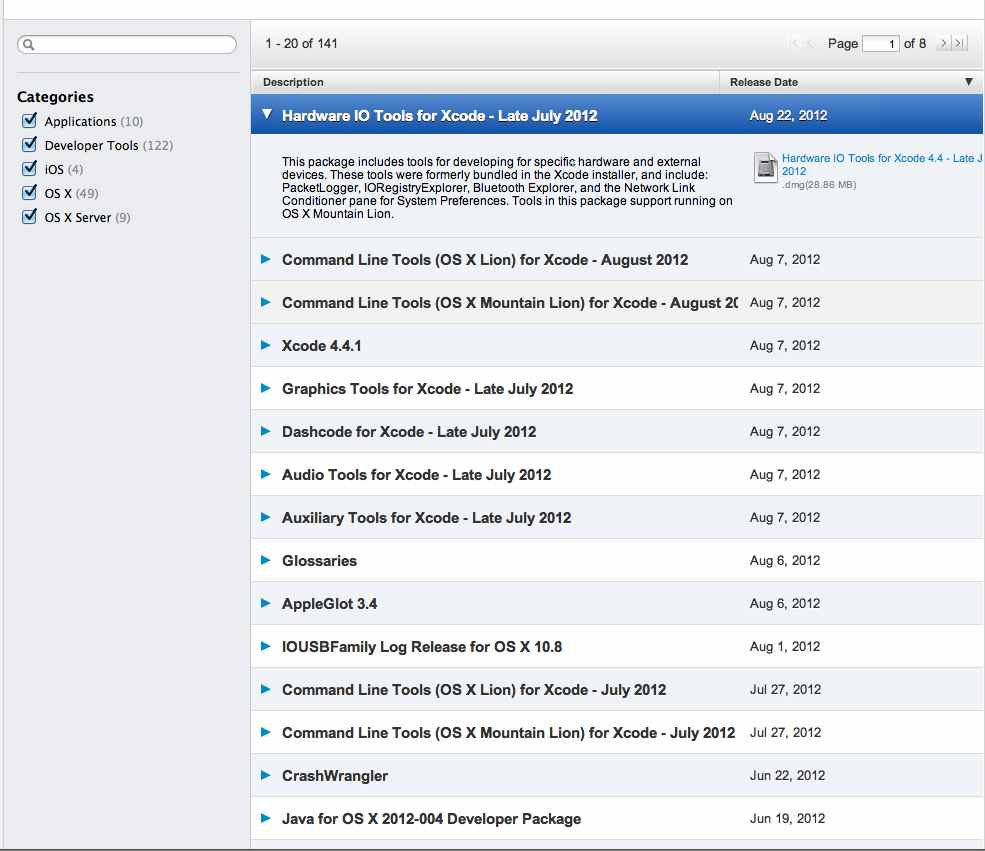 1 - 20 of 141
Page 1 of 8
Categories
Applications (10)
Developer Tools (122)
iOS (4)
OS X (49)
OS X Server (9)
Description Release Date
Hardware IO Tools for Xcode - Late July 2012 Aug 22, 2012
This package includes tools for developing for specific hardware and external
devices. These tools were formerly bundled in the Xcode installer, and include:
PacketLogger, IORegistryExplorer, Bluetooth Explorer, and the Network Link
Conditioner pane for System Preferences. Tools in this package support running on
OS X Mountain Lion.
Hardware IO Tools for Xcode 4.4 - Late J
2012
.dmg(28.86 MB)
Command Line Tools (OS X Lion) for Xcode - August 2012 Aug 7, 2012
Command Line Tools (OS X Mountain Lion) for Xcode - August 20 Aug 7, 2012
Xcode 4.4.1 Aug 7, 2012
Graphics Tools for Xcode - Late July 2012 Aug 7, 2012
Dashcode for Xcode - Late July 2012 Aug 7, 2012
Audio Tools for Xcode - Late July 2012 Aug 7, 2012
Auxiliary Tools for Xcode - Late July 2012 Aug 7, 2012
Glossaries Aug 6, 2012
AppleGlot 3.4 Aug 6, 2012
IOUSBFamily Log Release for OS X 10.8 Aug 1, 2012
Command Line Tools (OS X Lion) for Xcode - July 2012 Jul 27, 2012
Command Line Tools (OS X Mountain Lion) for Xcode - July 2012 Jul 27, 2012
CrashWrangler Jun 22, 2012
Java for OS X 2012-004 Developer Package Jun 19, 2012